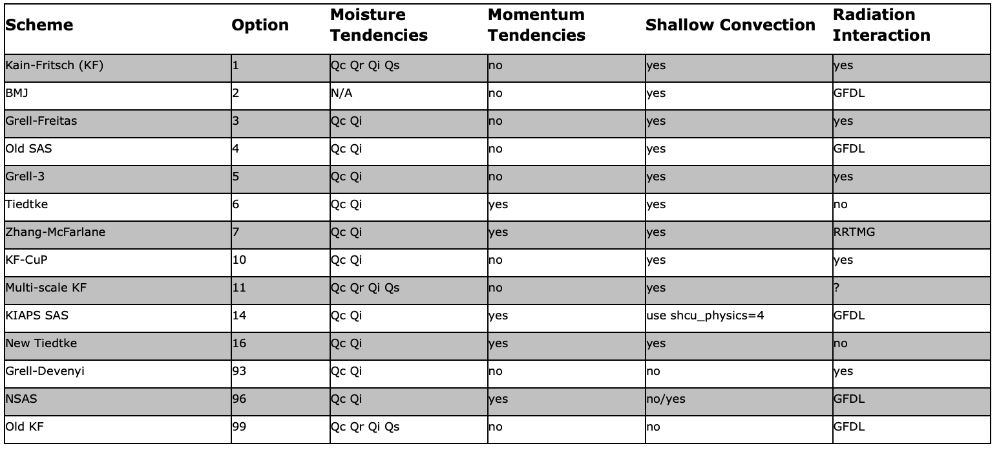 Scheme Option Moisture Tendencies Momentum Tendencies Shallow Convection Radiation Interaction
Kain-Fritsch (KF) 1 Qc Qr Qi Qs no yes yes
BMJ 2 N/A no yes GFDL
Grell-Freitas 3 Qc Qi no yes yes
Old SAS 4 Qc Qi no yes GFDL
Grell-3 5 Qc Qi no yes yes
Tiedtke 6 Qc Qi yes yes no
Zhang-McFarlane 7 Qc Qi yes yes RRTMG
KF-CuP 10 Qc Qi no yes yes
Multi-scale KF 11 Qc Qr Qi Qs no yes ?
KIAPS SAS 14 Qc Qi yes use shcu_physics=4 GFDL
New Tiedtke 16 Qc Qi yes yes no
Grell-Devenyi 93 Qc Qi no no yes
NSAS 96 Qc Qi yes no/yes GFDL
Old KF 99 Qc Qr Qi Qs no no GFDL